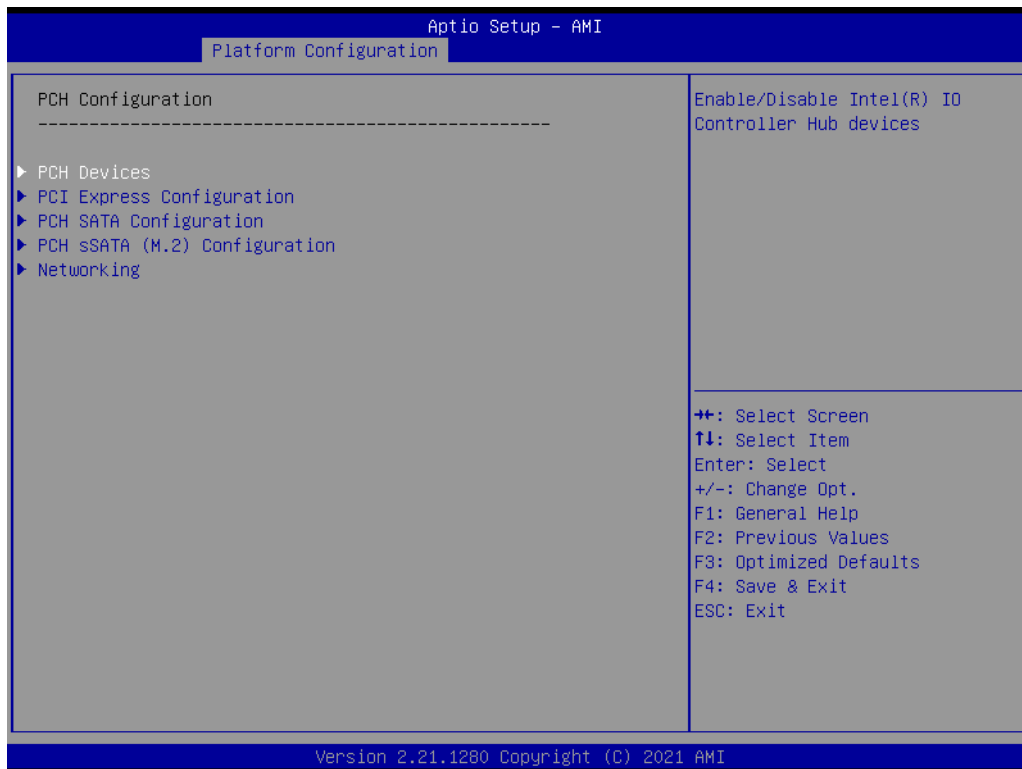 Aptio Setup – AMI
Platform Configuration
PCH Configuration
--------------------------------------------------
▶ PCH Devices
▶ PCI Express Configuration
▶ PCH SATA Configuration
▶ PCH sSATA (M.2) Configuration
▶ Networking
Enable/Disable Intel(R) IO
Controller Hub devices
→←: Select Screen
↑↓: Select Item
Enter: Select
+/-: Change Opt.
F1: General Help
F2: Previous Values
F3: Optimized Defaults
F4: Save & Exit
ESC: Exit
Version 2.21.1280 Copyright (C) 2021 AMI